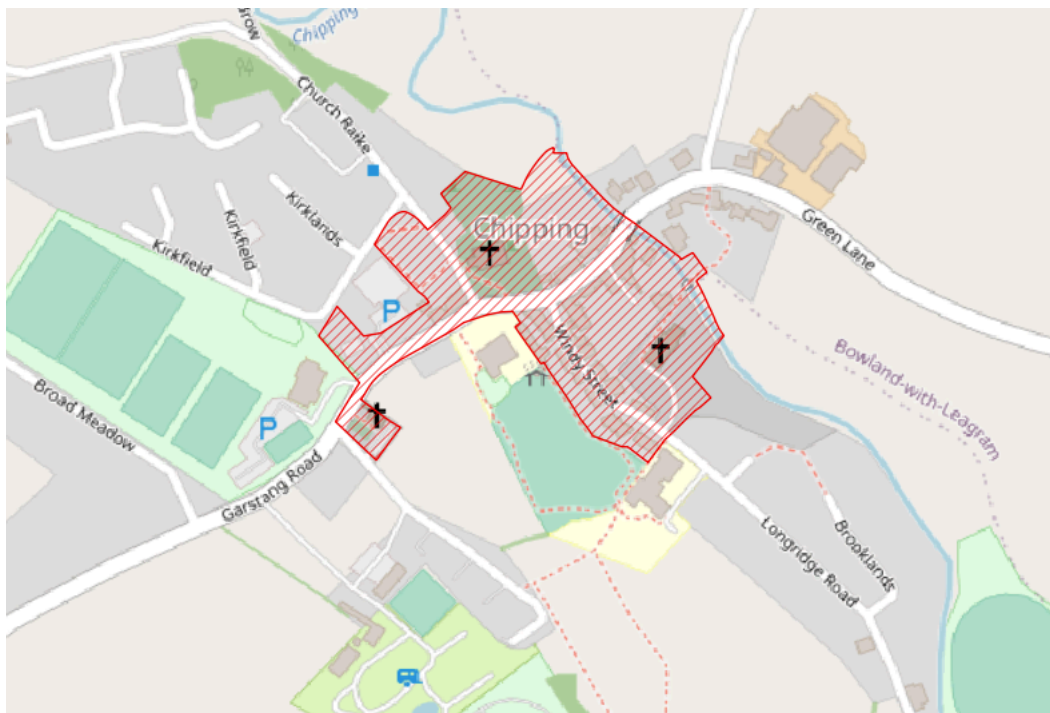 Chipping
Church Raike
Kirklands
Kirkfield
Kirkfield
Chipping
Green Lane
P
Windy Street
Bowland-with-Leagram
Broad Meadow
P
Garstang Road
Longridge Road
Brooklands